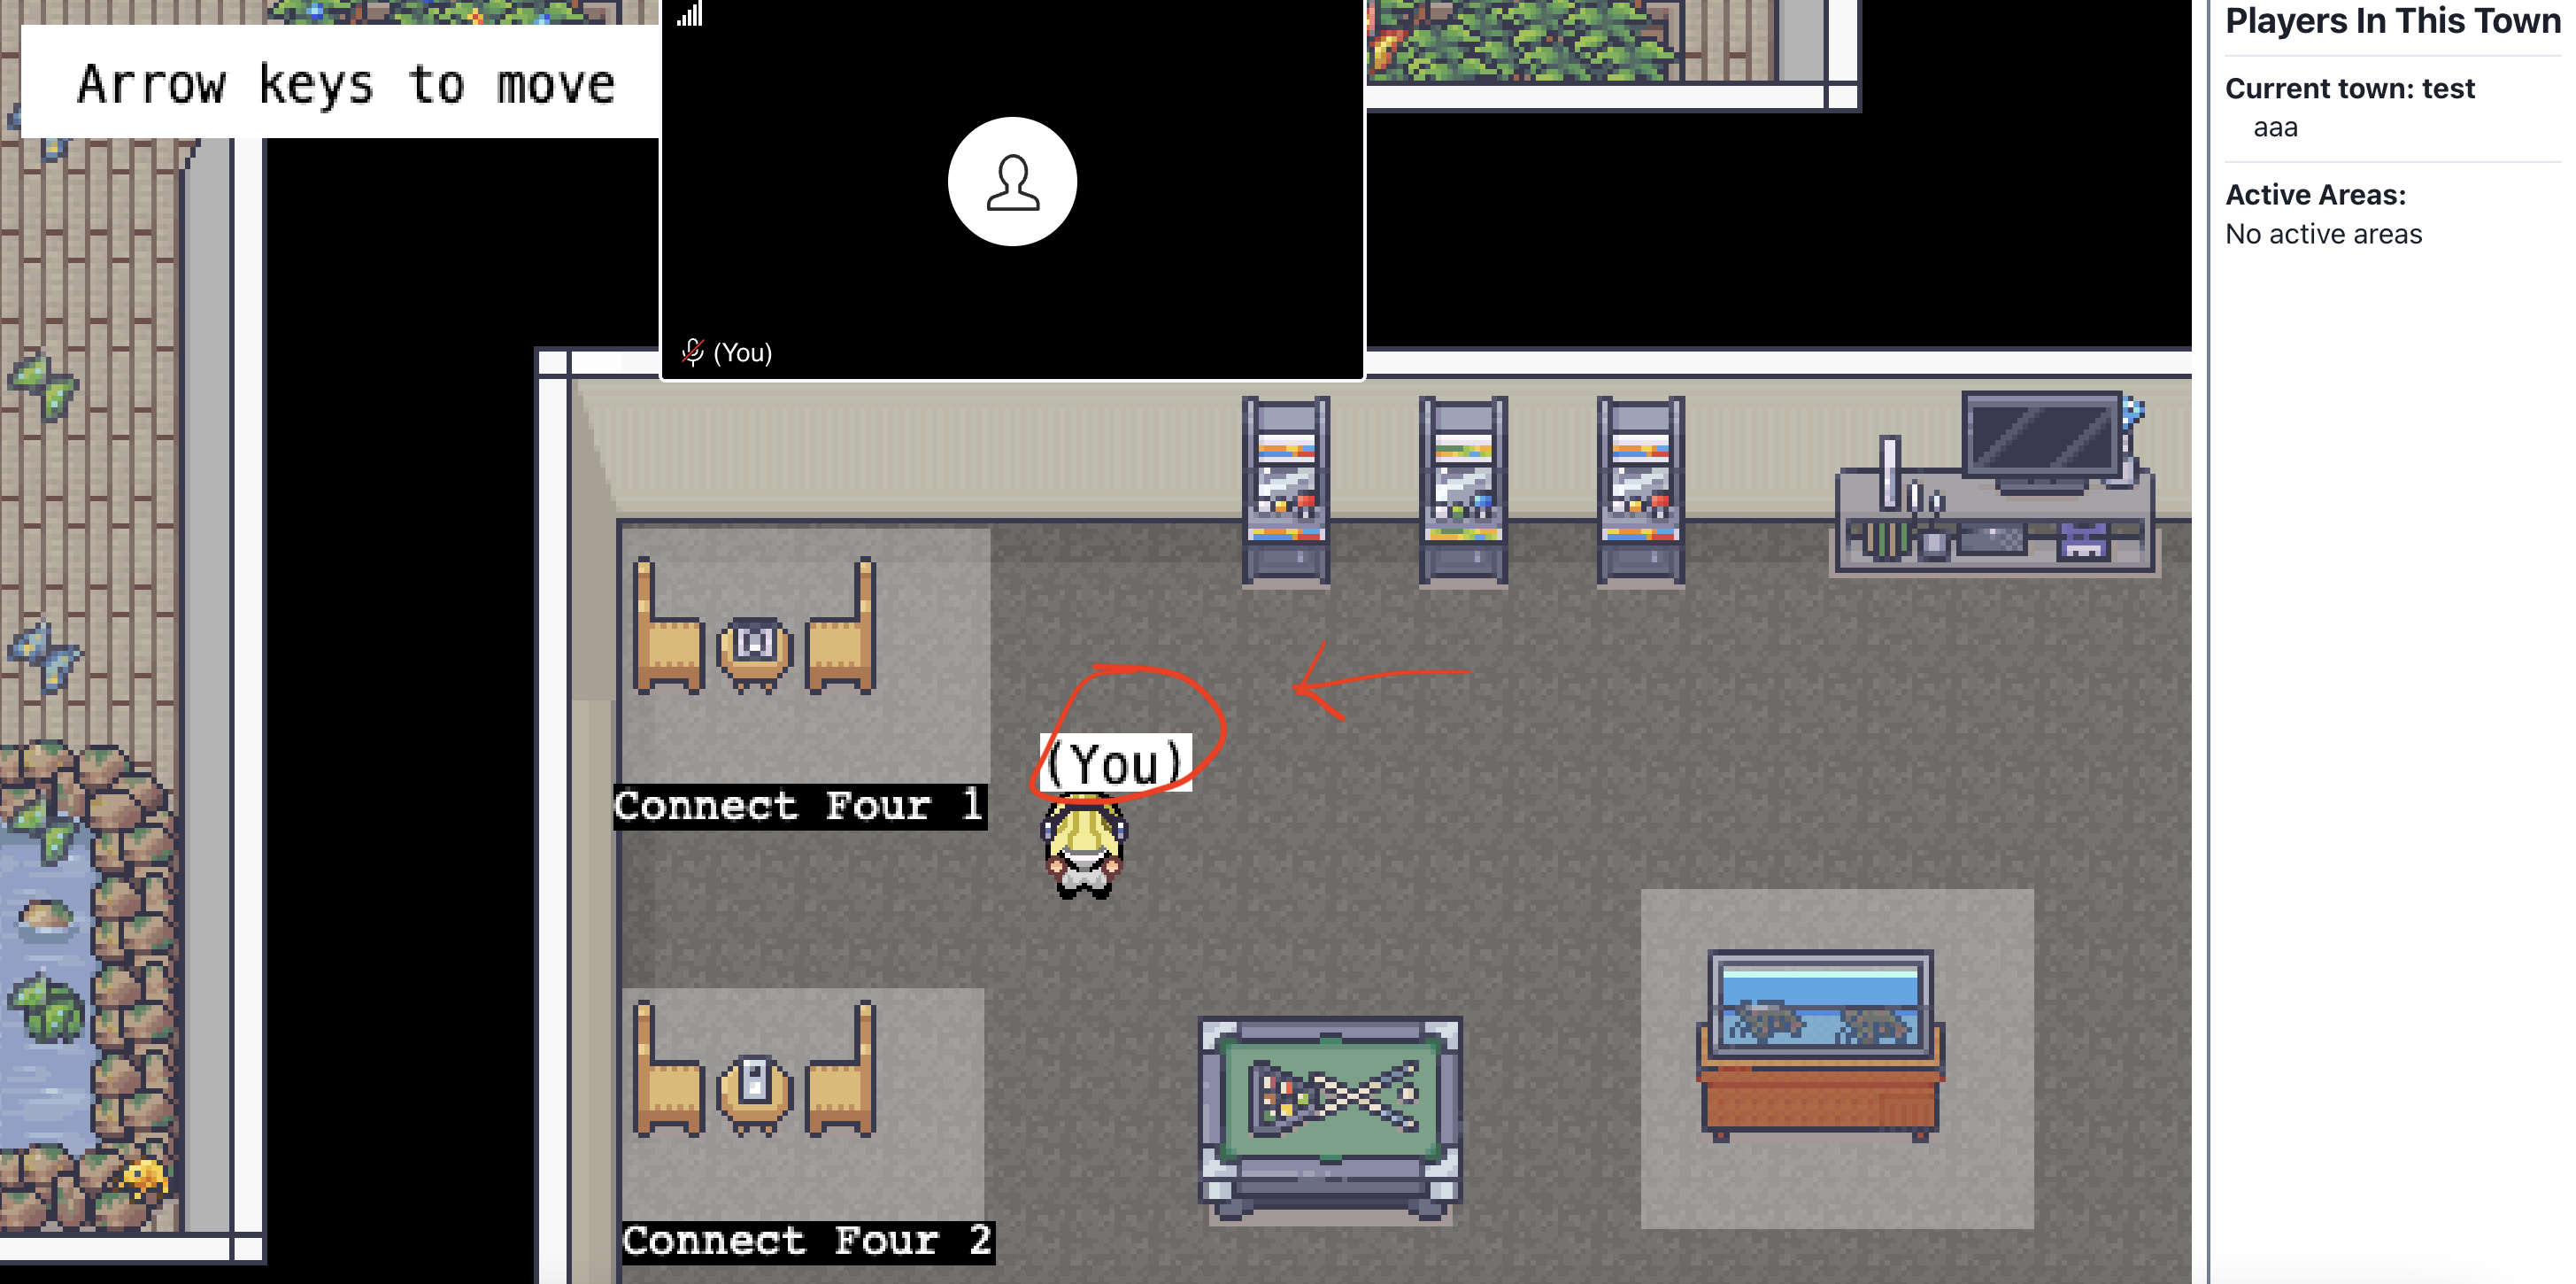 Arrow keys to move
(You)
Players In This Town
Current town: test
aaa
Active Areas:
No active areas
(You)
Connect Four 1
Connect Four 2